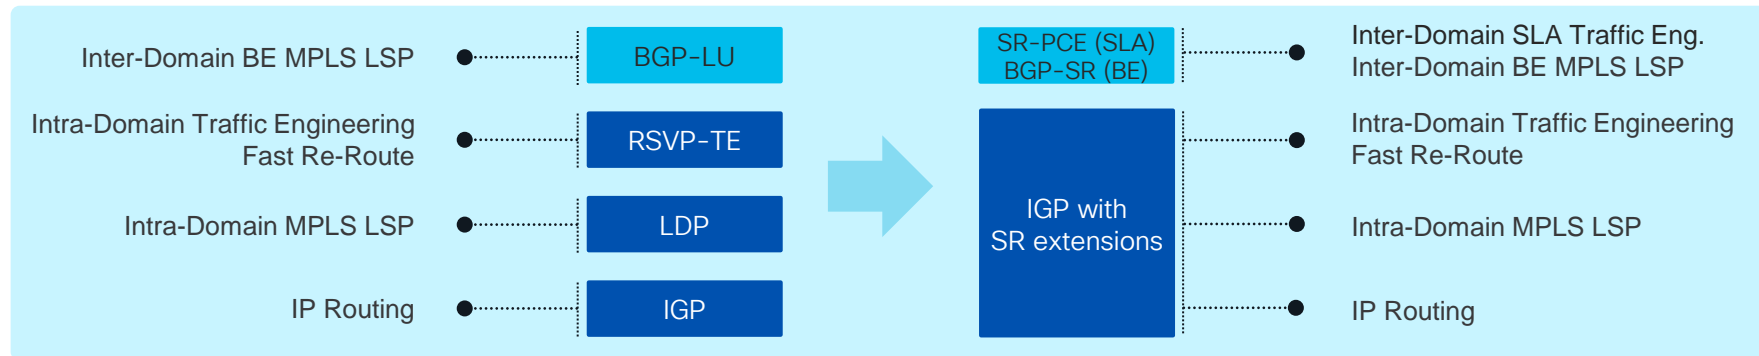 Inter-Domain BE MPLS LSP
BGP-LU
SR-PCE (SLA)
BGP-SR (BE)
Inter-Domain SLA Traffic Eng.
Inter-Domain BE MPLS LSP
Intra-Domain Traffic Engineering
Fast Re-Route
RSVP-TE
Intra-Domain MPLS LSP
LDP
IP Routing
IGP
IGP with
SR extensions
Intra-Domain Traffic Engineering
Fast Re-Route
Intra-Domain MPLS LSP
IP Routing